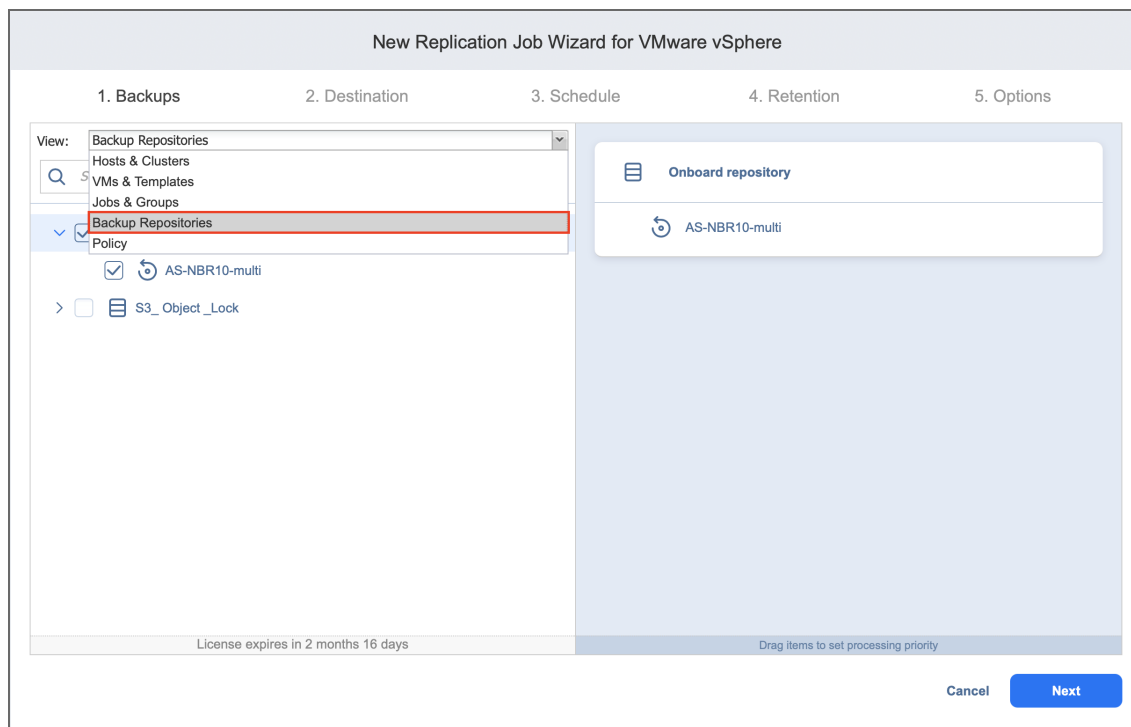 New Replication Job Wizard for VMware vSphere
1. Backups
2. Destination
3. Schedule
4. Retention
5. Options
View:
Backup Repositories
Hosts & Clusters
VMs & Templates
Jobs & Groups
Backup Repositories
Policy
AS-NBR10-multi
S3_ Object _Lock
License expires in 2 months 16 days
Onboard repository
AS-NBR10-multi
Drag items to set processing priority
Cancel
Next